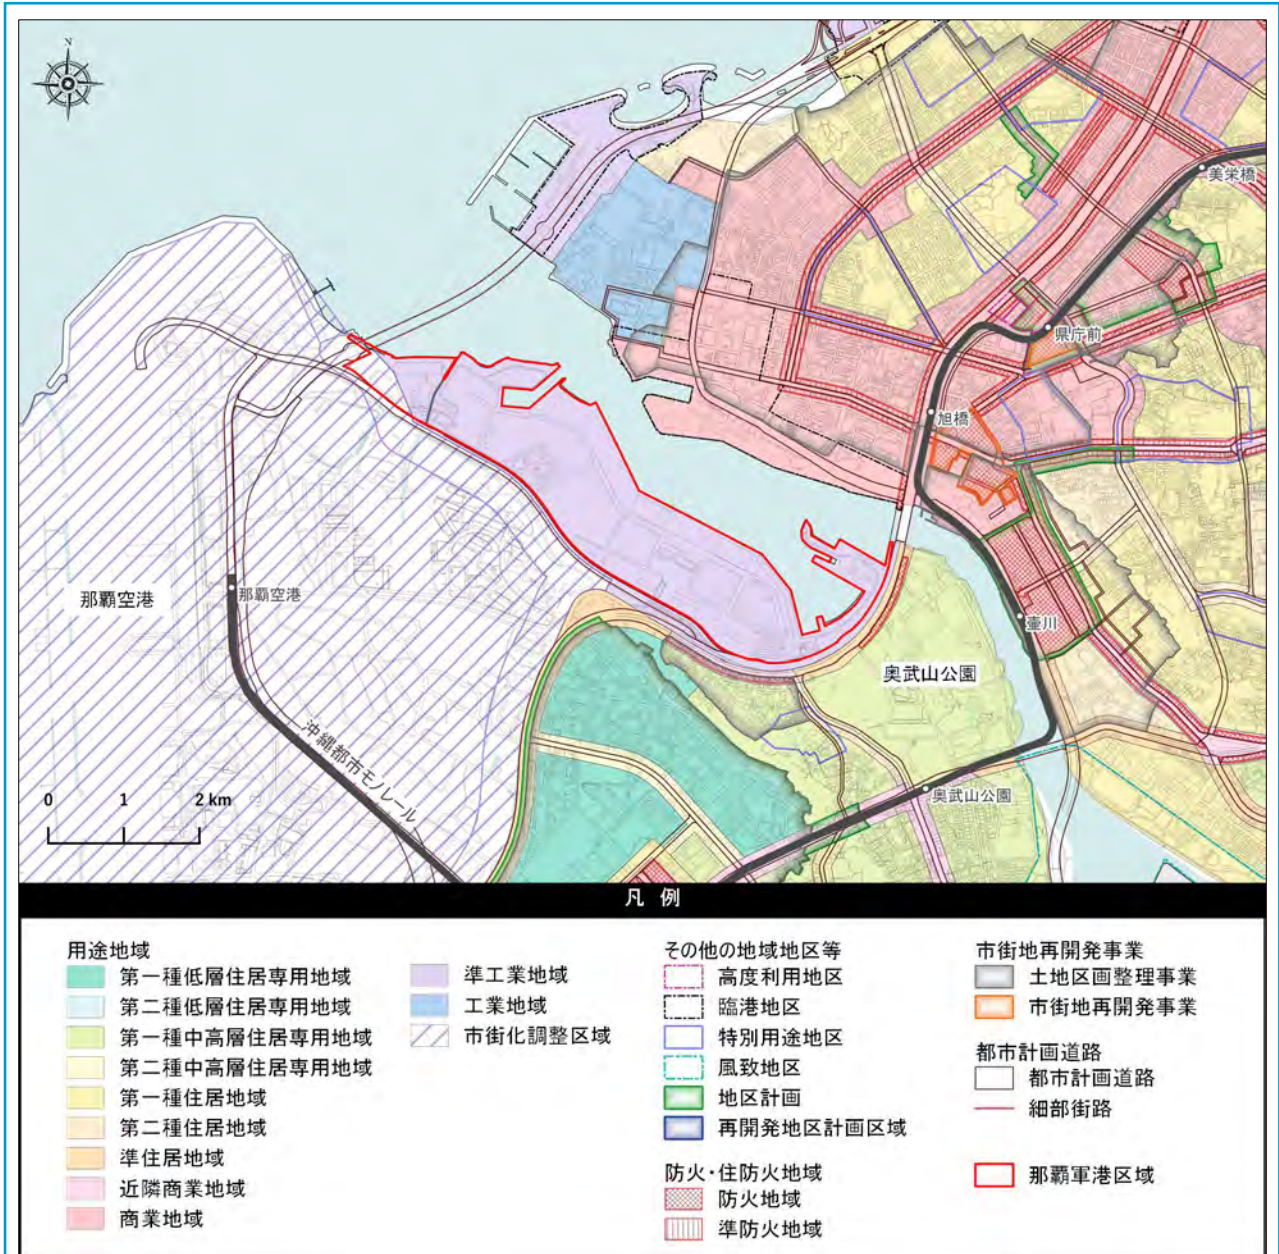 N
美栄橋
県庁前
旭橋
那覇空港
那覇空港
壷川
奥武山公園
沖縄都市モノレール
奥武山公園
0 1 2 km
凡 例
用途地域
第一種低層住居専用地域
第二種低層住居専用地域
第一種中高層住居専用地域
第二種中高層住居専用地域
第一種住居地域
第二種住居地域
準住居地域
近隣商業地域
商業地域
準工業地域
工業地域
市街化調整区域
その他の地域地区等
高度利用地区
臨港地区
特別用途地区
風致地区
地区計画
再開発地区計画区域
防火・住防火地域
防火地域
準防火地域
市街地再開発事業
土地区画整理事業
市街地再開発事業
都市計画道路
都市計画道路
細部街路
那覇軍港区域